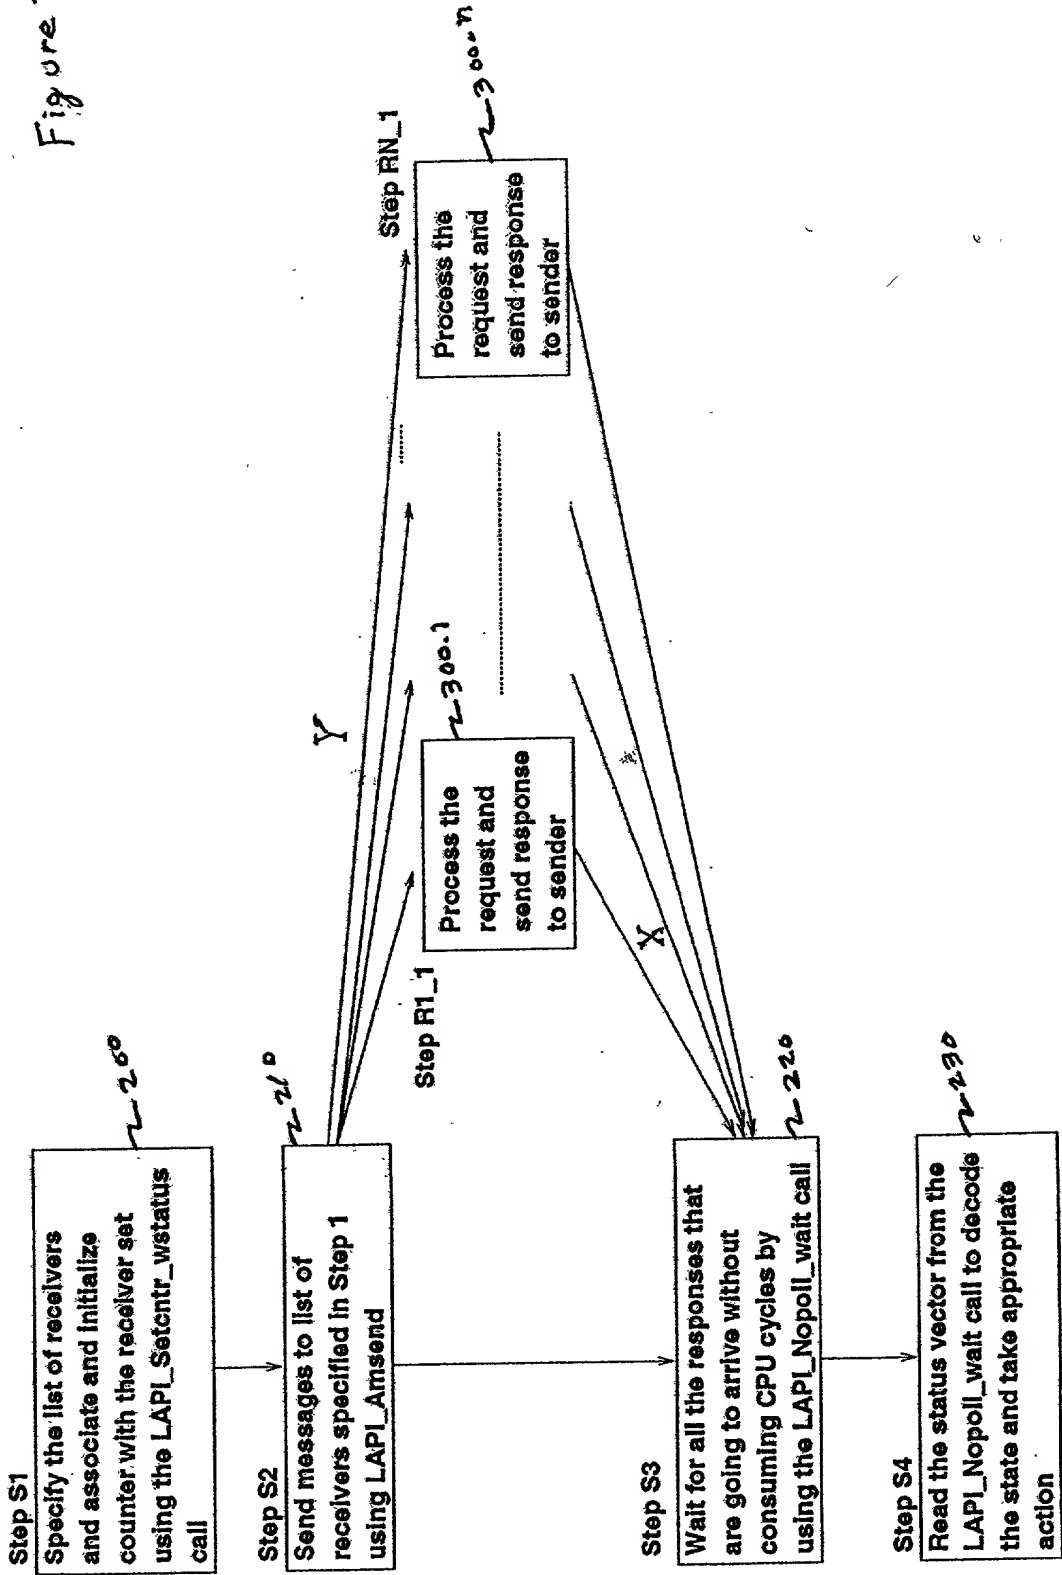 Figure
Step S1
Specify the list of receivers
and associate and initialize
counter with the receiver set
using the LAPI_Setcntr_wstatus
call
200
Step S2
Send messages to list of
receivers specified in Step 1
using LAPI_Amsend
210
Y
Step R1_1
Process the
request and
send response
to sender
300.1
Step RN_1
Process the
request and
send response
to sender
300.n
X
Step S3
Wait for all the responses that
are going to arrive without
consuming CPU cycles by
using the LAPI_Nopoll_wait call
220
Step S4
Read the status vector from the
LAPI_Nopoll_wait call to decode
the state and take appropriate
action
230